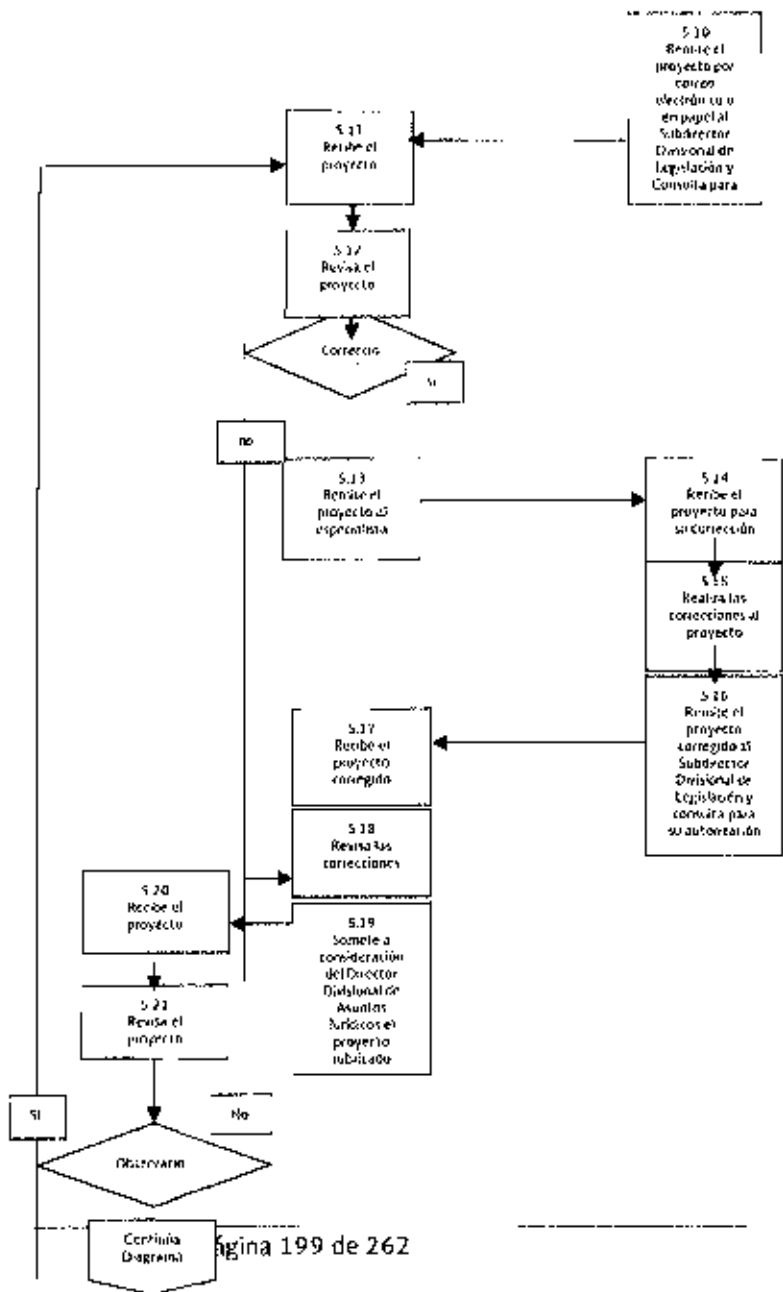 5.10
Remite el
proyecto por
correo
electrónico o
en papel al
Subdirector
Divisional de
Legislación y
Consulta para
5.11
Recibe el
proyecto
5.12
Revisa el
proyecto
Si
no
5.13
Remite el
proyecto al
especialista
5.14
Recibe el
proyecto para
su corrección
5.15
Realiza las
correcciones al
proyecto
5.16
Remite el
proyecto
corregido al
Subdirector
Divisional de
Legislación y
consulta para
su autorización
5.17
Recibe el
proyecto
corregido
5.18
Revisa las
correcciones
5.19
Somete a
consideración
del Director
Divisional de
Asuntos
Jurídicos el
proyecto
rubricado
5.20
Recibe el
proyecto
5.21
Revisa el
proyecto
Si
No
Continúa
Diagrama
ágina 199 de 262